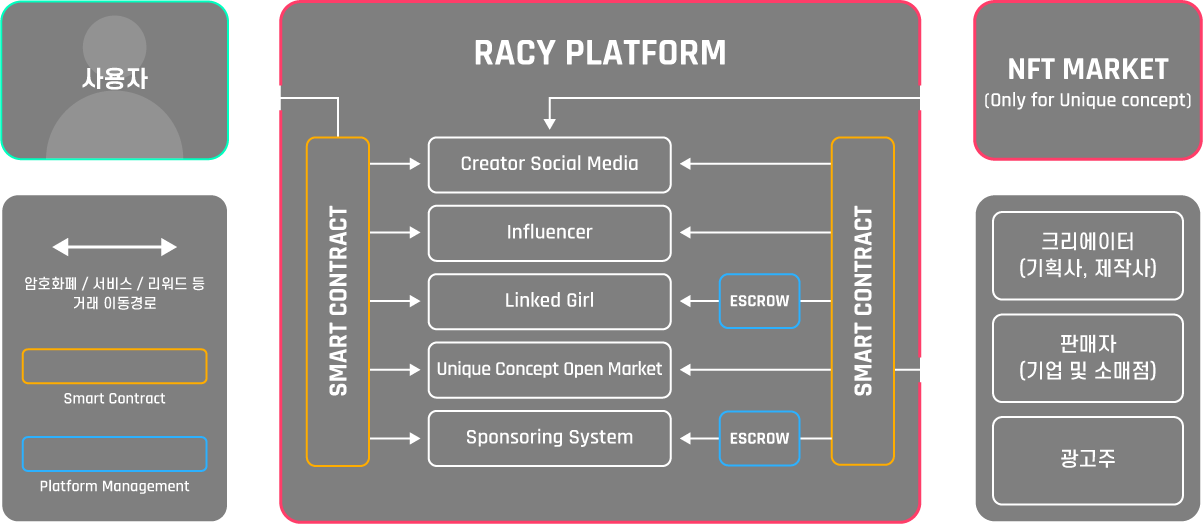 사용자
암호화폐 / 서비스 / 리워드 등
거래 이동경로
Smart Contract
Platform Management
RACY PLATFORM
SMART CONTRACT
Creator Social Media
Influencer
Linked Girl
ESCROW
Unique Concept Open Market
Sponsoring System
ESCROW
SMART CONTRACT
NFT MARKET
(Only for Unique concept)
크리에이터
(기획사, 제작사)
판매자
(기업 및 소매점)
광고주